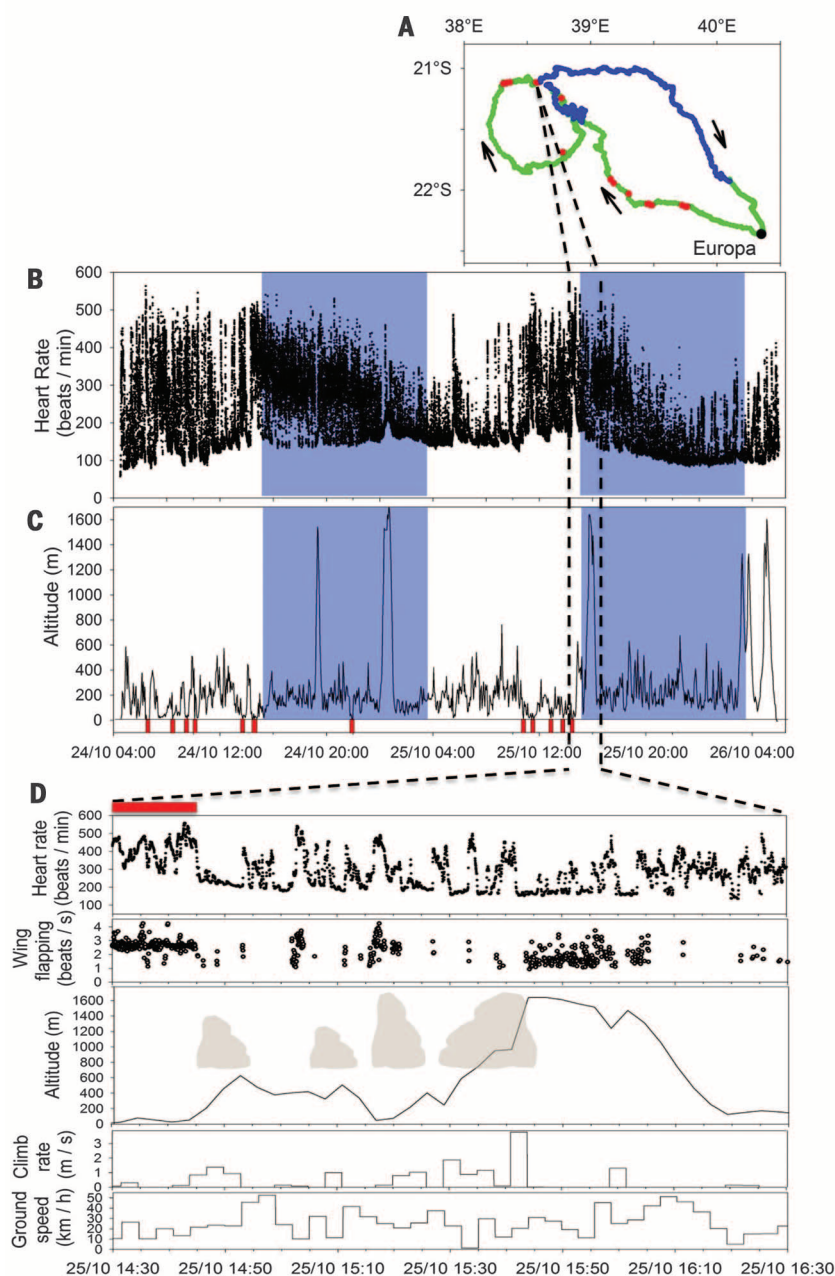 A
38°E 39°E 40°E
21°S
22°S
Europa
B
600
500
400
300
200
100
0
Heart Rate
(beats / min)
C
1600
1400
1200
1000
800
600
400
200
0
Altitude (m)
24/10 04:00 24/10 12:00 24/10 20:00 25/10 04:00 25/10 12:00 25/10 20:00 26/10 04:00
D
600
500
400
300
200
100
Heart rate
(beats / min)
4
3
2
1
0
Wing
flapping
(beats / s)
1600
1400
1200
1000
800
600
400
200
0
Altitude (m)
3
2
1
0
Climb
rate
(m / s)
50
40
30
20
10
0
Ground
speed
(km / h)
25/10 14:30 25/10 14:50 25/10 15:10 25/10 15:30 25/10 15:50 25/10 16:10 25/10 16:30